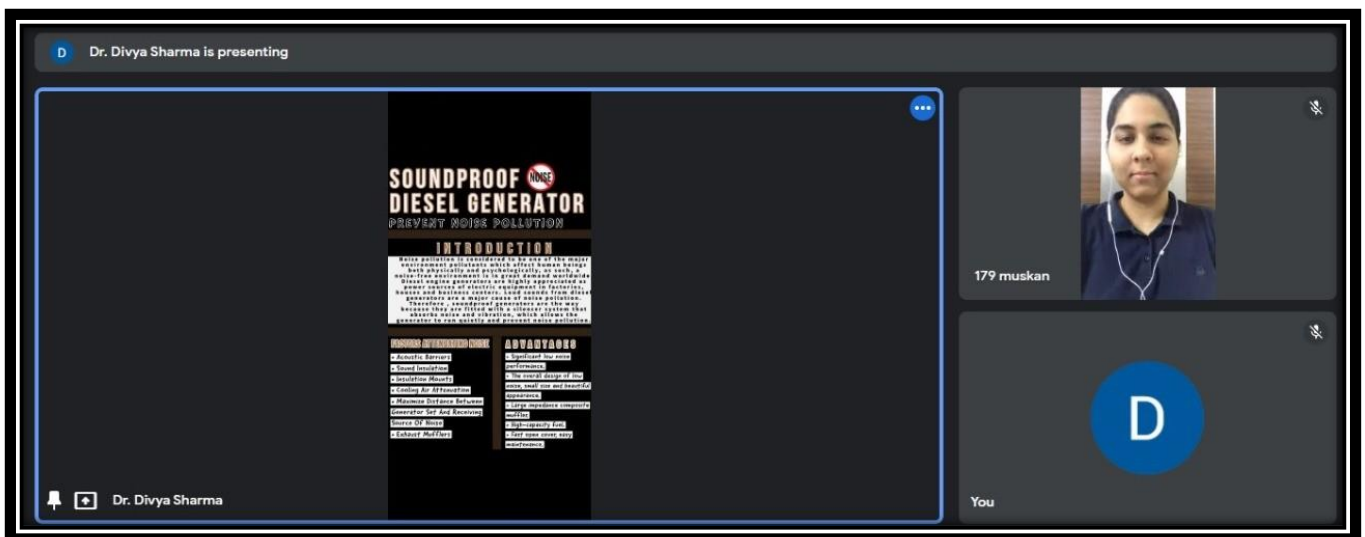 D Dr. Divya Sharma is presenting
SOUNDPROOF NOISE
DIESEL GENERATOR
PREVENT NOISE POLLUTION
INTRODUCTION
Noise pollution is considered to be one of the major
environment pollutants which affect human beings
both physically and psychologically, as such, a
noise-free environment is in great demand worldwide
Diesel engine generators are highly appreciated as
power sources of electric equipment in factories,
houses and business centers. Loud sounds from diesel
generators are a major cause of noise pollution.
Therefore , soundproof generators are the way
because they are fitted with a silencer system that
absorbs noise and vibration, which allows the
generator to run quietly and prevent noise pollution.
FACTORS ATTENUATING NOISE
• Acoustic Barriers
• Sound Insulation
• Insulation Mounts
• Cooling Air Attenuation
• Maximize Distance Between
Generator Set And Receiving
Source Of Noise
• Exhaust Mufflers
ADVANTAGES
• Significant low noise
performance.
• The overall design of low
noise, small size and beautiful
appearance.
• Large impedance composite
muffler
• High-capacity fuel
• Fast open cover, easy
maintenance.
Dr. Divya Sharma
179 muskan
D
You